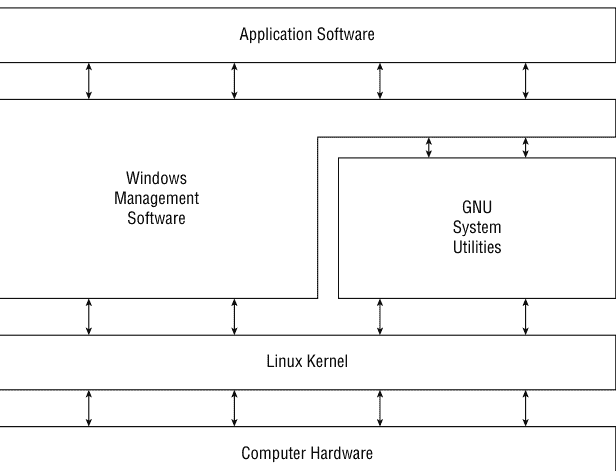 Application Software
Windows
Management
Software
GNU
System
Utilities
Linux Kernel
Computer Hardware